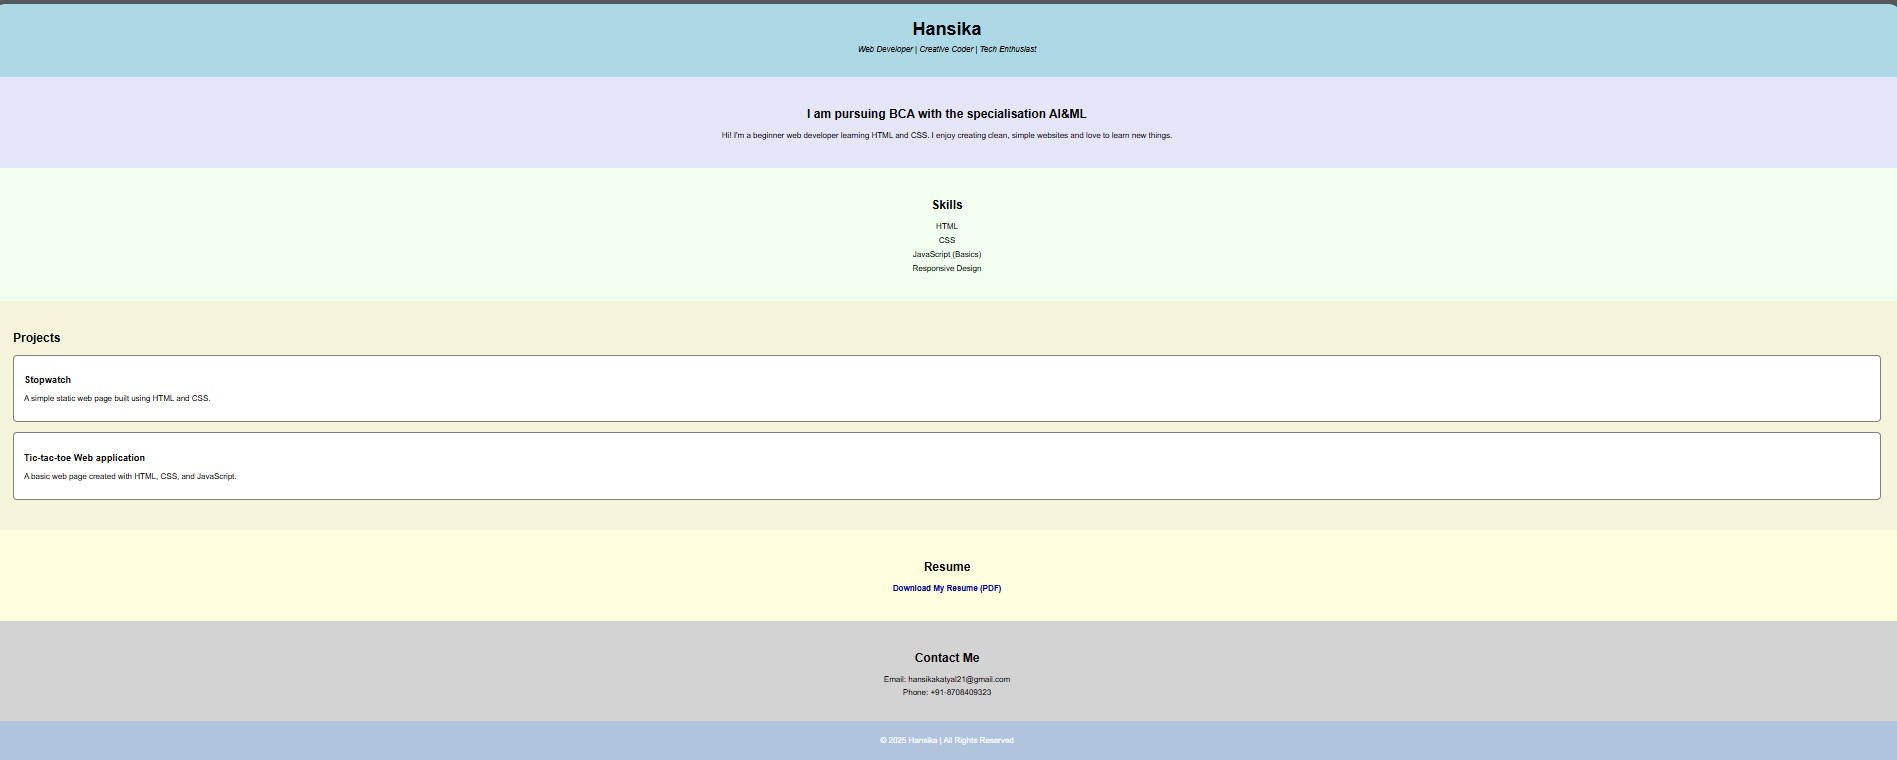 Hansika
Web Developer | Creative Coder | Tech Enthusiast
I am pursuing BCA with the specialisation AI&ML
Hi! I'm a beginner web developer learning HTML and CSS. I enjoy creating clean, simple websites and love to learn new things.
Skills
HTML
CSS
JavaScript (Basics)
Responsive Design
Projects
Stopwatch
A simple static web page built using HTML and CSS.
Tic-tac-toe Web application
A basic web page created with HTML, CSS, and JavaScript.
Resume
Download My Resume (PDF)
Contact Me
Email: hansikakatyal21@gmail.com
Phone: +91-8708409323
© 2025 Hansika | All Rights Reserved